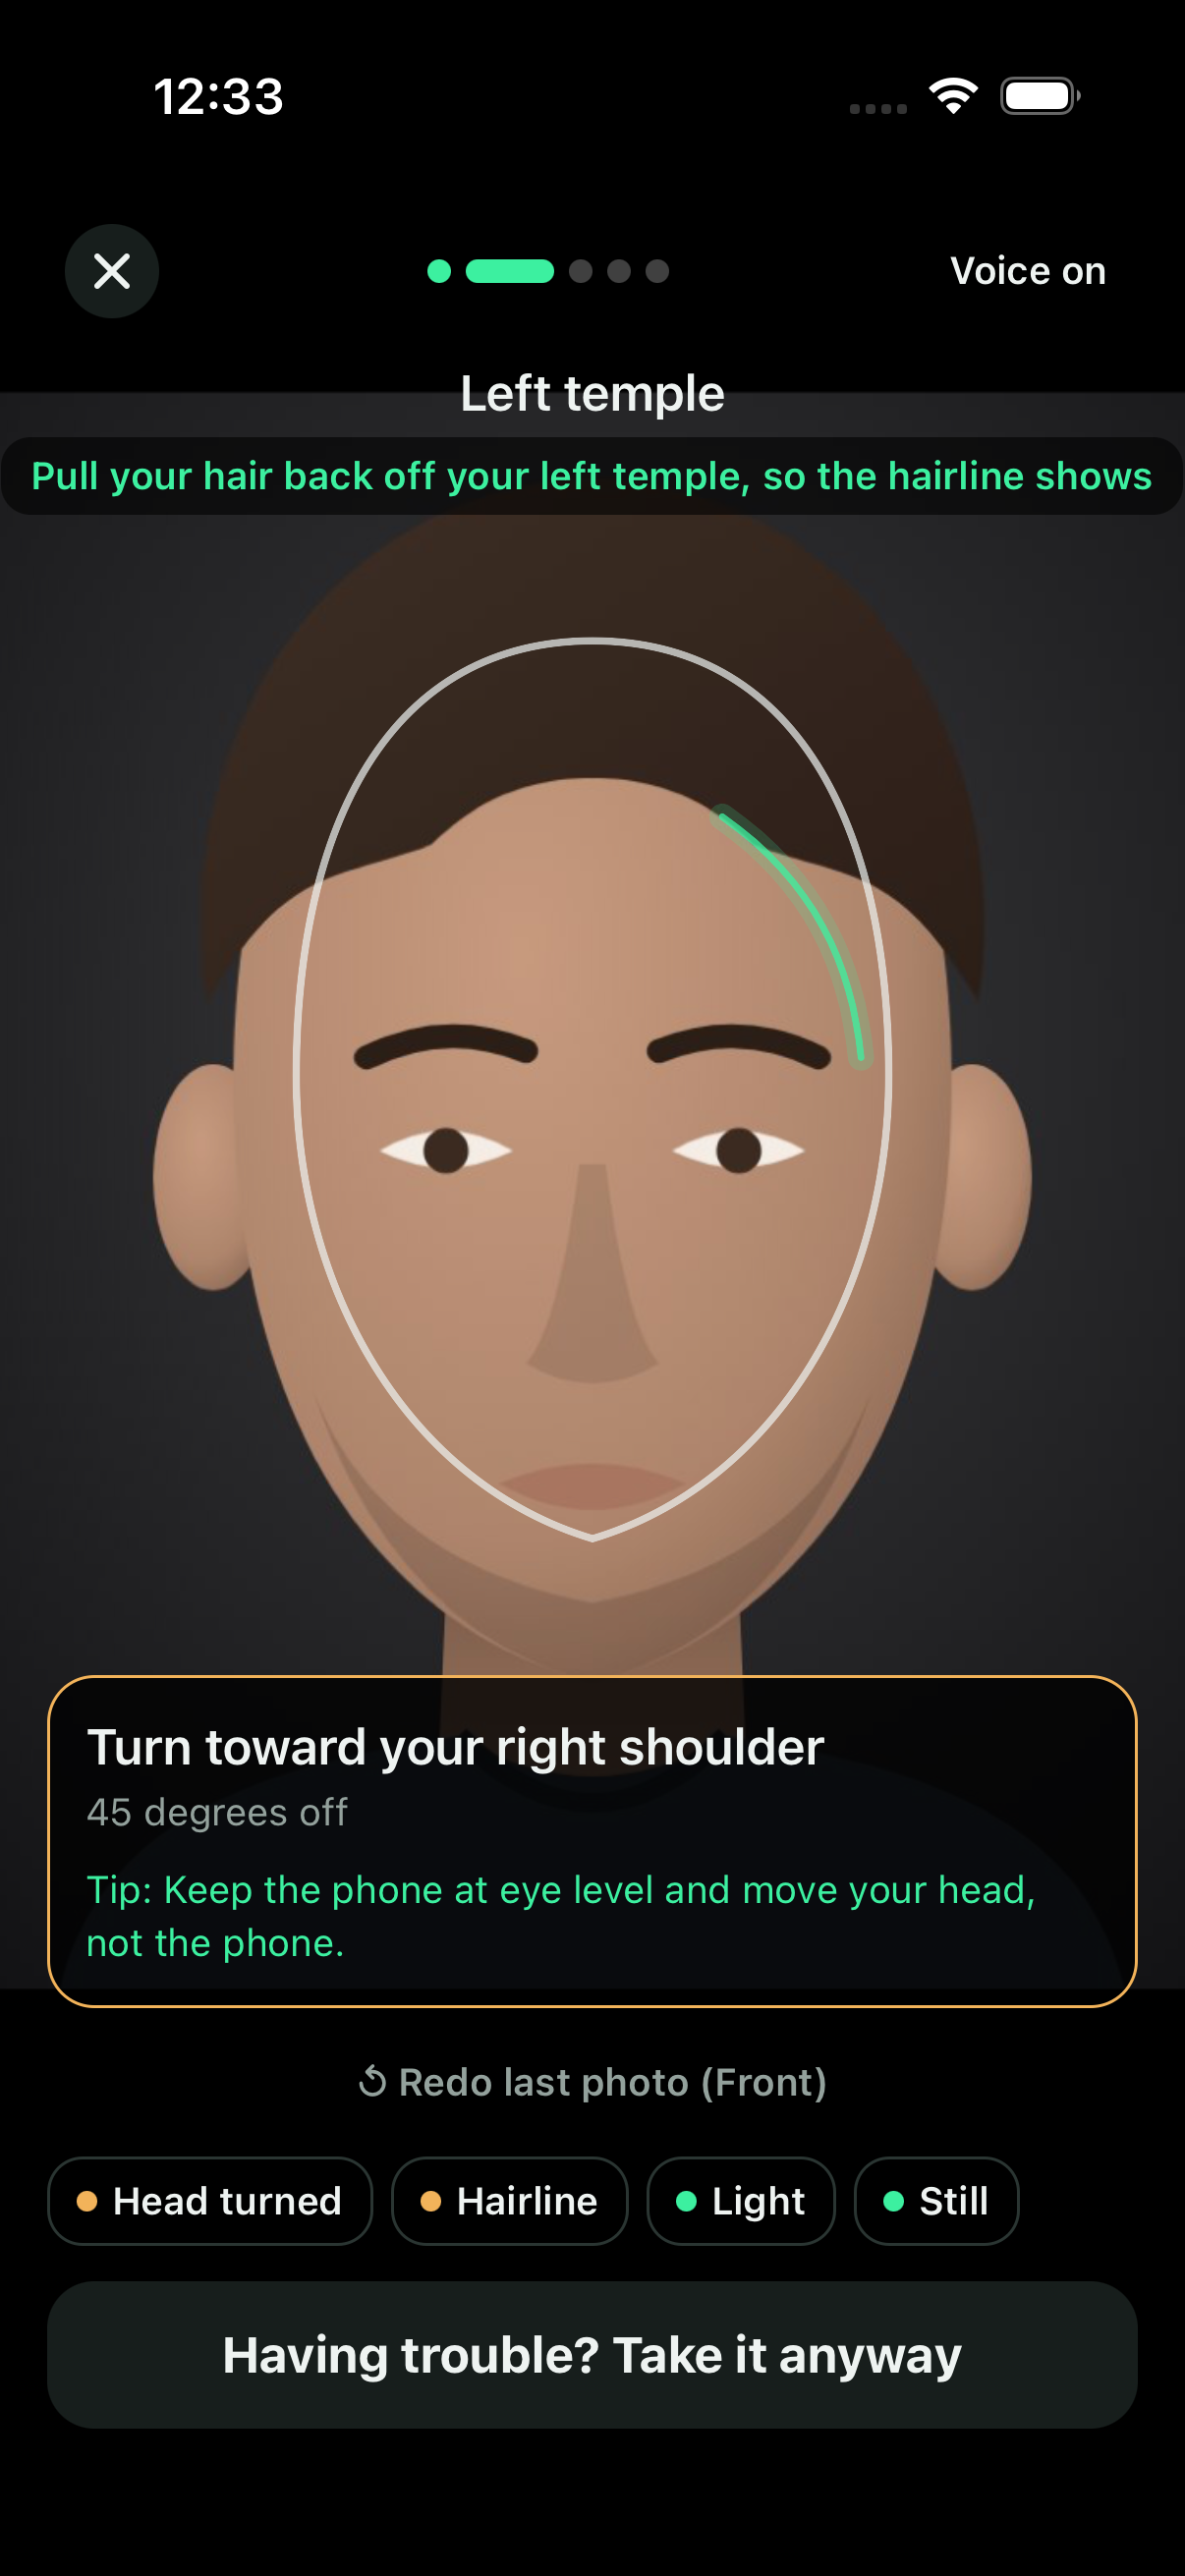 12:33
Voice on
Left temple
Pull your hair back off your left temple, so the hairline shows
Turn toward your right shoulder
45 degrees off
Tip: Keep the phone at eye level and move your head,
not the phone.
Redo last photo (Front)
Head turned
Hairline
Light
Still
Having trouble? Take it anyway